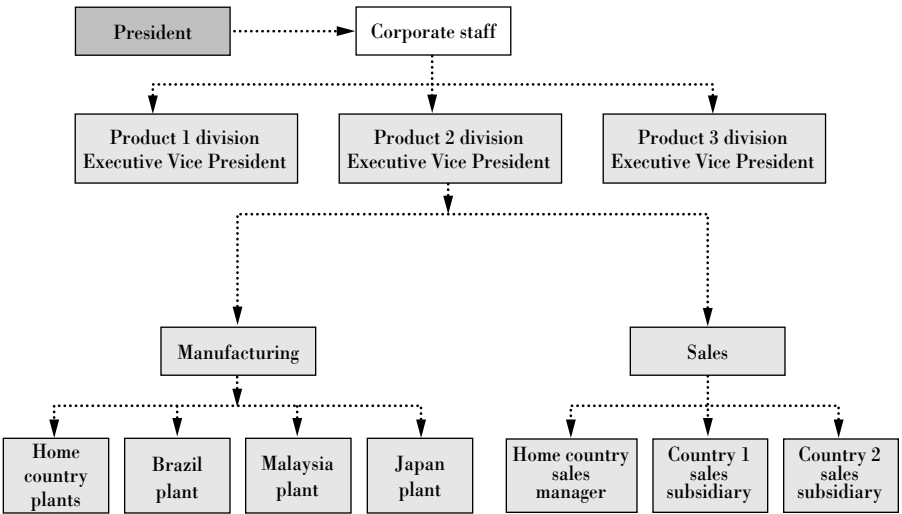 President
Corporate staff
Product 1 division
Executive Vice President
Product 2 division
Executive Vice President
Product 3 division
Executive Vice President
Manufacturing
Sales
Home
country
plants
Brazil
plant
Malaysia
plant
Japan
plant
Home country
sales
manager
Country 1
sales
subsidiary
Country 2
sales
subsidiary